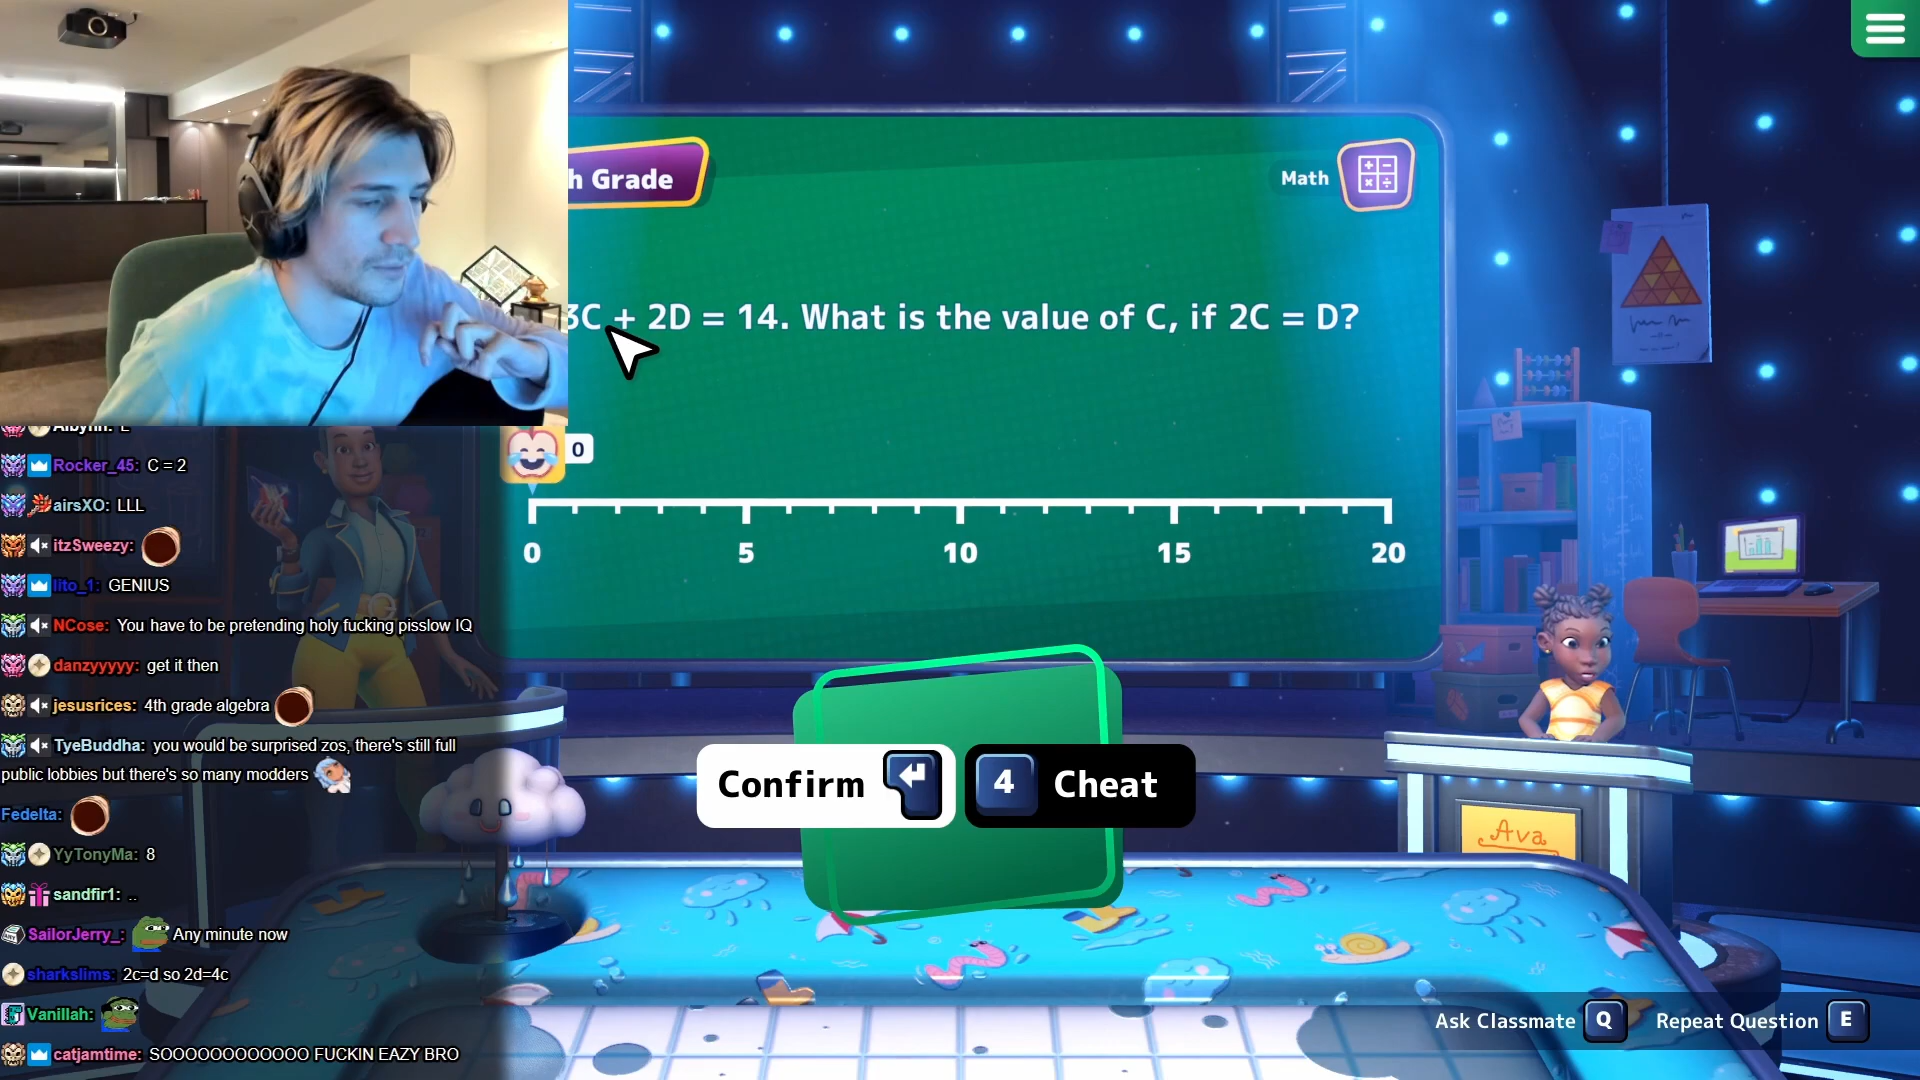 h Grade
Math
3C + 2D = 14. What is the value of C, if 2C = D?
0
0 5 10 15 20
Confirm
4 Cheat
Ava
Ask Classmate Q Repeat Question E
Albynn: L
Rocker_45: C = 2
airsXO: LLL
itzSweezy:
lito_1: GENIUS
NCose: You have to be pretending holy fucking pisslow IQ
danzyyyyy: get it then
jesusrices: 4th grade algebra
TyeBuddha: you would be surprised zos, there's still full
public lobbies but there's so many modders
Fedelta:
YyTonyMa: 8
sandfir1: ..
SailorJerry_: Any minute now
sharkslims: 2c=d so 2d=4c
Vanillah:
catjamtime: SOOOOOOOOOOOO FUCKIN EAZY BRO